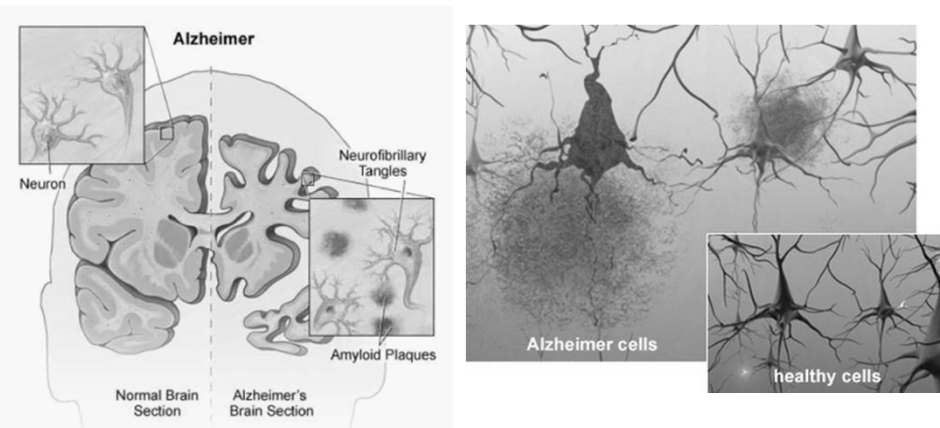 Alzheimer
Neuron
Neurofibrillary
Tangles
Amyloid Plaques
Normal Brain
Section
Alzheimer's
Brain Section
Alzheimer cells
healthy cells